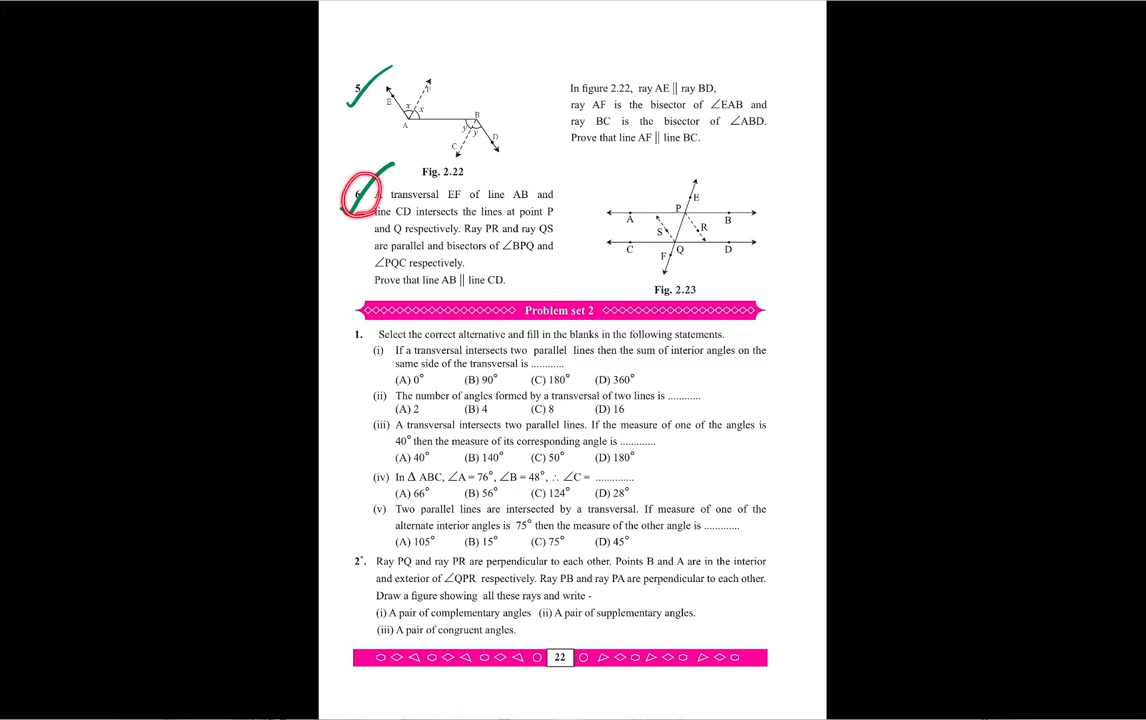 5.
E
F
x
x
A
B
y
y
C
D
Fig. 2.22
In figure 2.22, ray AE || ray BD,
ray AF is the bisector of ∠EAB and
ray BC is the bisector of ∠ABD.
Prove that line AF || line BC.
6. A transversal EF of line AB and
line CD intersects the lines at point P
and Q respectively. Ray PR and ray QS
are parallel and bisectors of ∠BPQ and
∠PQC respectively.
Prove that line AB || line CD.
E
P
A
B
S
R
C
Q
D
F
Fig. 2.23
Problem set 2
1. Select the correct alternative and fill in the blanks in the following statements.
(i) If a transversal intersects two parallel lines then the sum of interior angles on the
same side of the transversal is ............
(A) 0° (B) 90° (C) 180° (D) 360°
(ii) The number of angles formed by a transversal of two lines is ............
(A) 2 (B) 4 (C) 8 (D) 16
(iii) A transversal intersects two parallel lines. If the measure of one of the angles is
40° then the measure of its corresponding angle is .............
(A) 40° (B) 140° (C) 50° (D) 180°
(iv) In Δ ABC, ∠A = 76°, ∠B = 48°, ∴ ∠C = ..............
(A) 66° (B) 56° (C) 124° (D) 28°
(v) Two parallel lines are intersected by a transversal. If measure of one of the
alternate interior angles is 75° then the measure of the other angle is .............
(A) 105° (B) 15° (C) 75° (D) 45°
2*. Ray PQ and ray PR are perpendicular to each other. Points B and A are in the interior
and exterior of ∠QPR respectively. Ray PB and ray PA are perpendicular to each other.
Draw a figure showing all these rays and write -
(i) A pair of complementary angles (ii) A pair of supplementary angles.
(iii) A pair of congruent angles.
22